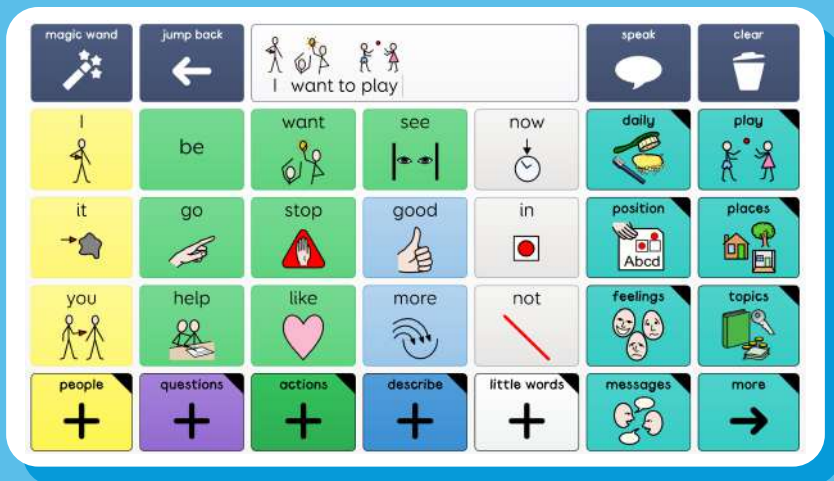 magic wand
jump back
I want to play
speak
clear
I
be
want
see
now
daily
play
it
go
stop
good
in
position
Abcd
places
you
help
like
more
not
feelings
topics
people
questions
actions
describe
little words
messages
more